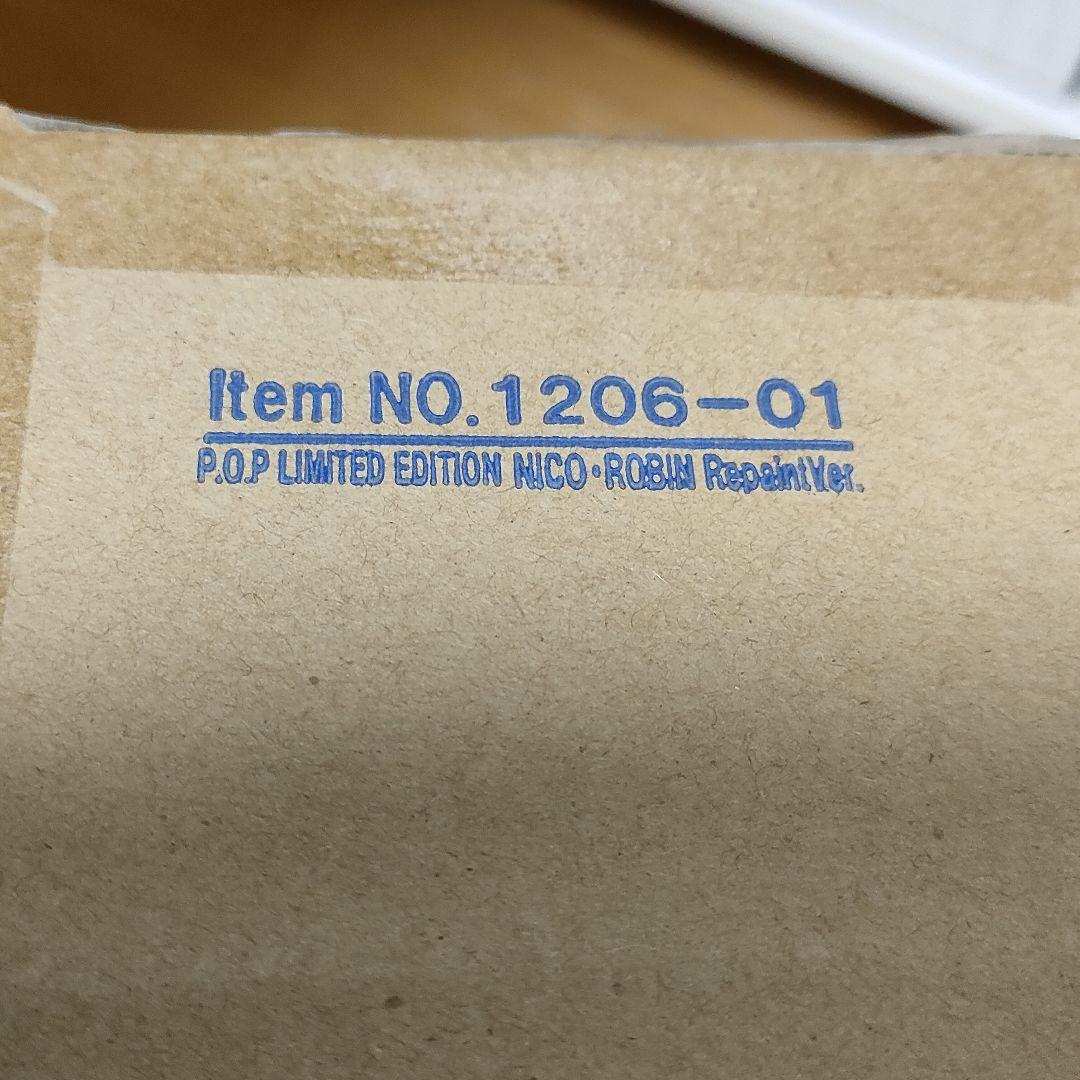 Item NO.1206-01
P.O.P LIMITED EDITION NICO・ROBIN RepaintVer.